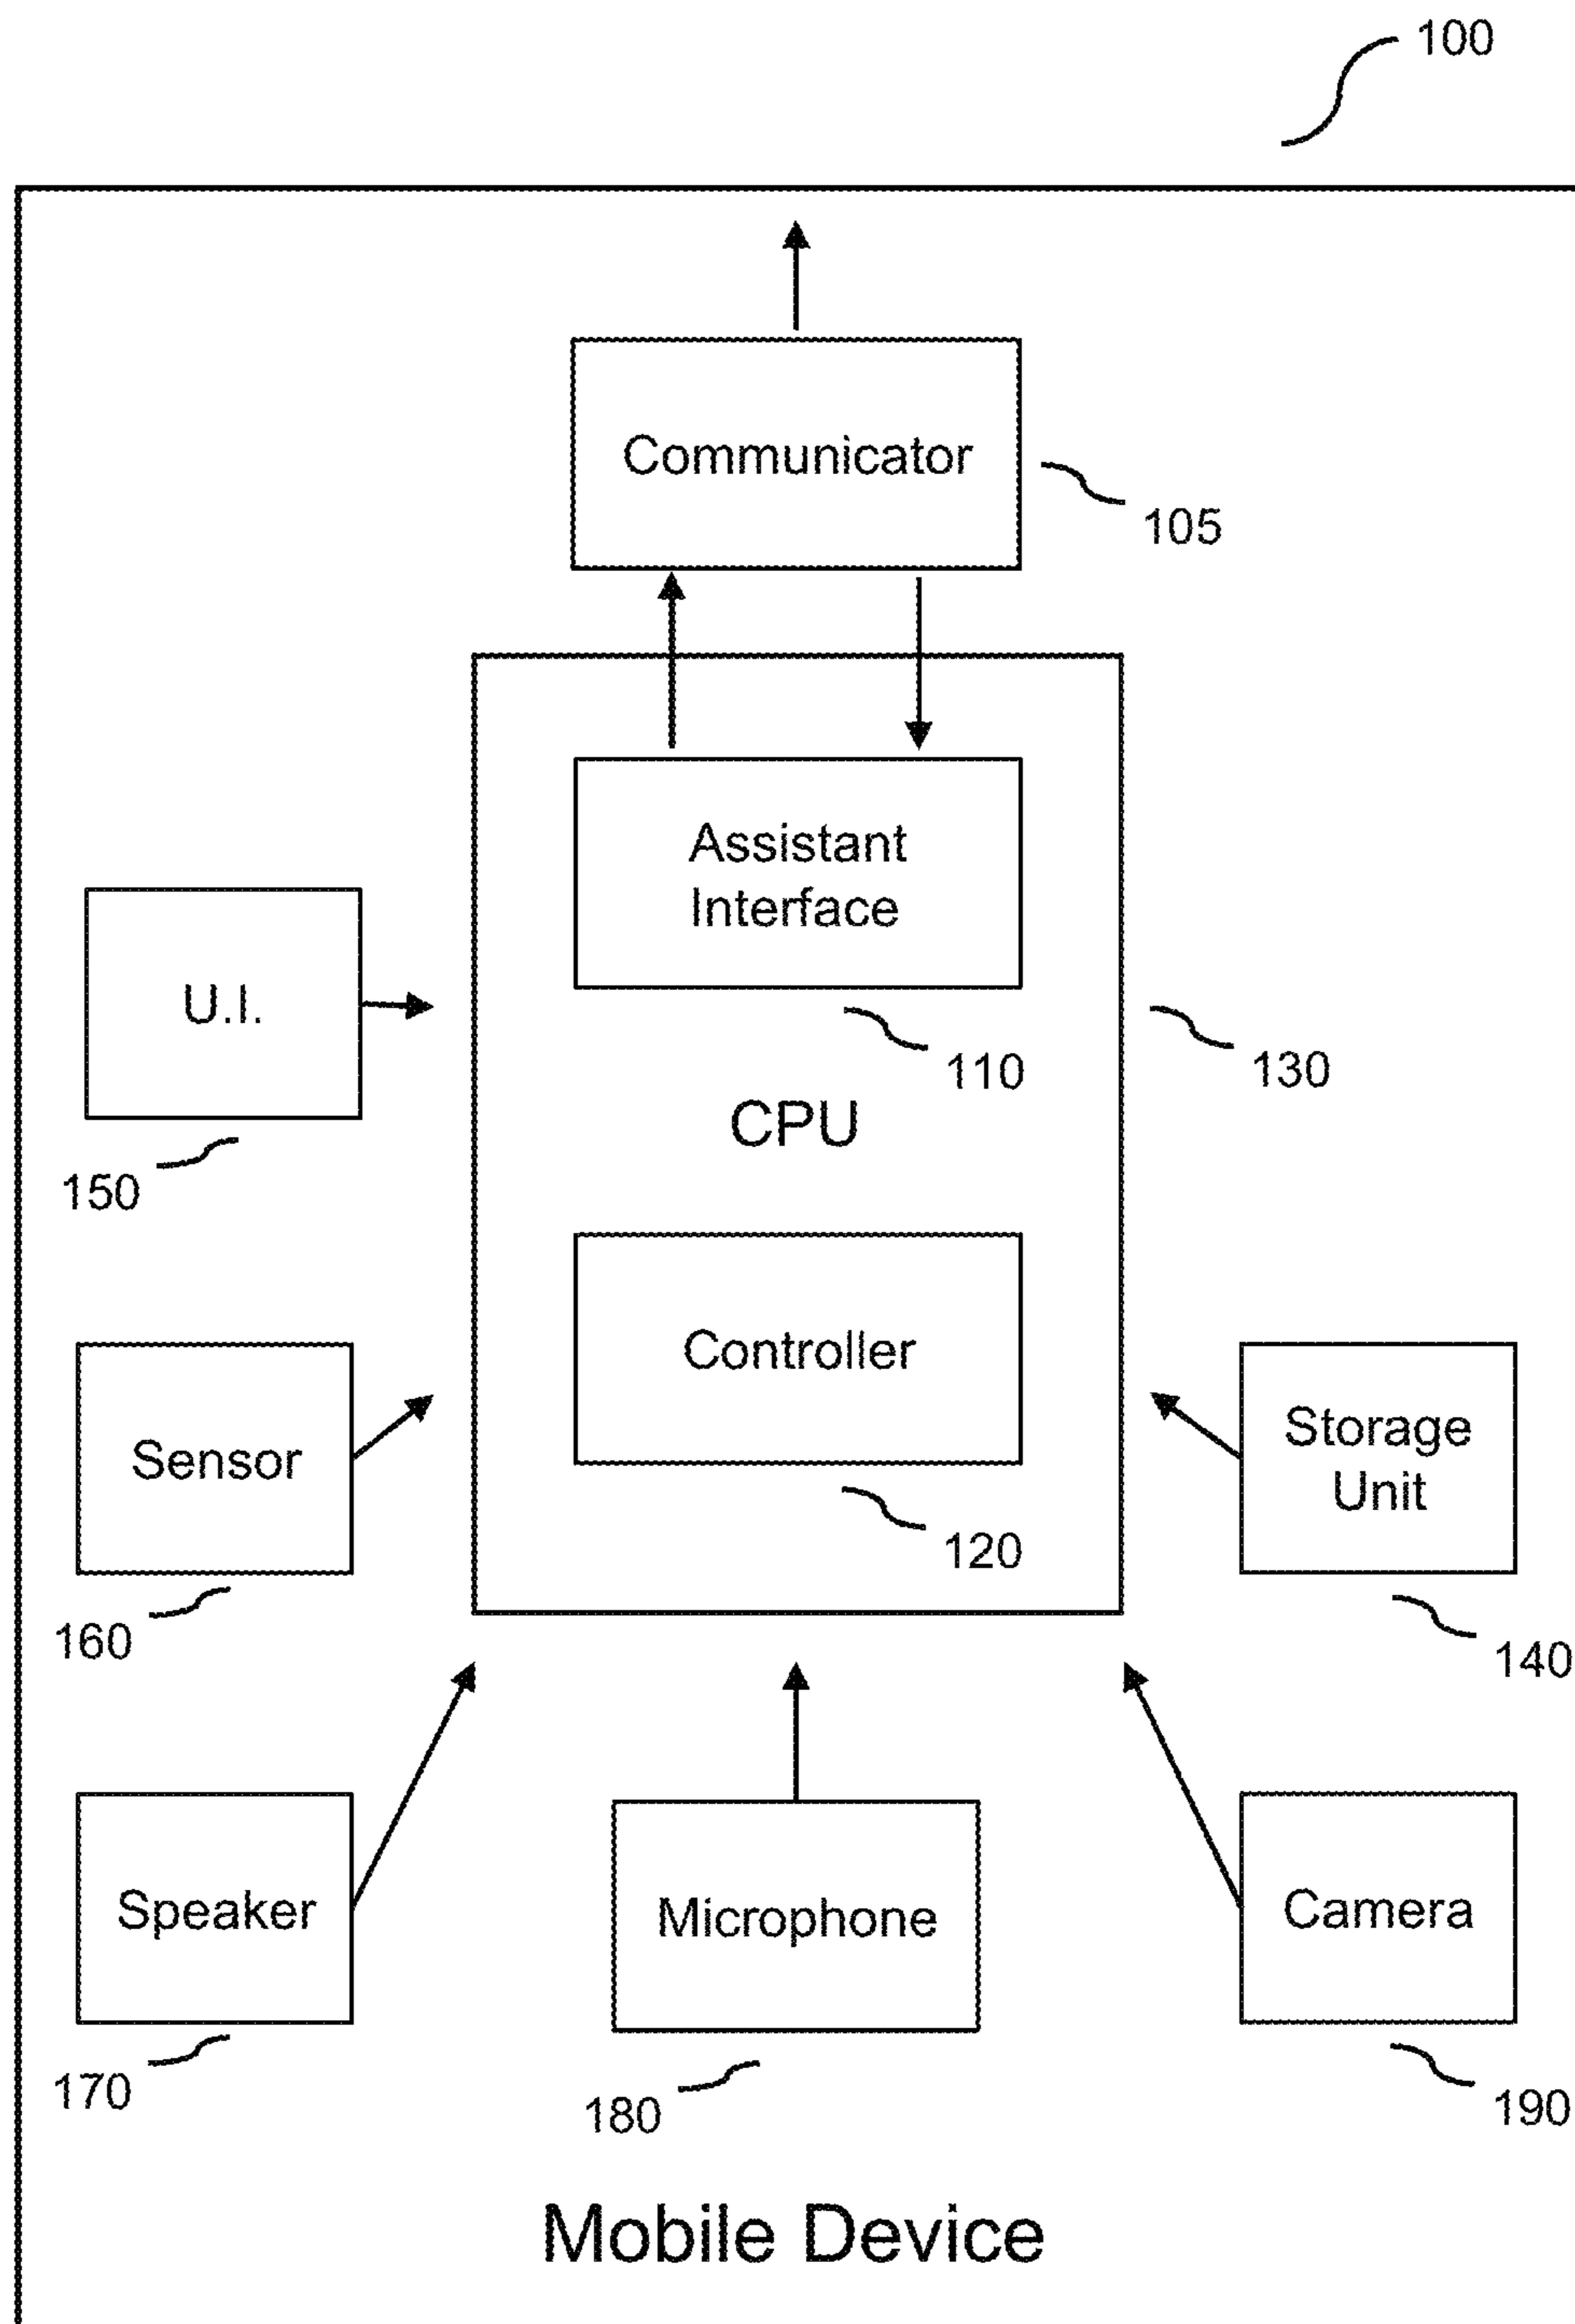 100
Communicator
105
Assistant
Interface
U.I.
110
130
CPU
150
Controller
Storage
Unit
Sensor
120
160
140
Speaker
Microphone
Camera
170
180
190
Mobile Device